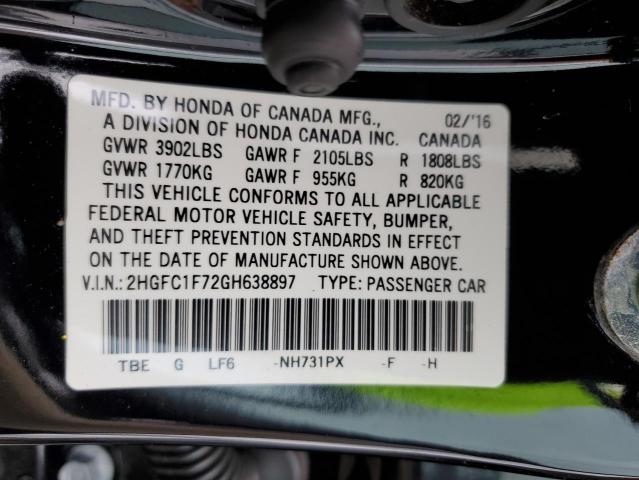 MFD. BY HONDA OF CANADA MFG., 02/'16
A DIVISION OF HONDA CANADA INC. CANADA
GVWR 3902LBS GAWR F 2105LBS R 1808LBS
GVWR 1770KG GAWR F 955KG R 820KG
THIS VEHICLE CONFORMS TO ALL APPLICABLE
FEDERAL MOTOR VEHICLE SAFETY, BUMPER,
AND THEFT PREVENTION STANDARDS IN EFFECT
ON THE DATE OF MANUFACTURE SHOWN ABOVE.
V.I.N.: 2HGFC1F72GH638897 TYPE: PASSENGER CAR
TBE G LF6 -NH731PX -F -H